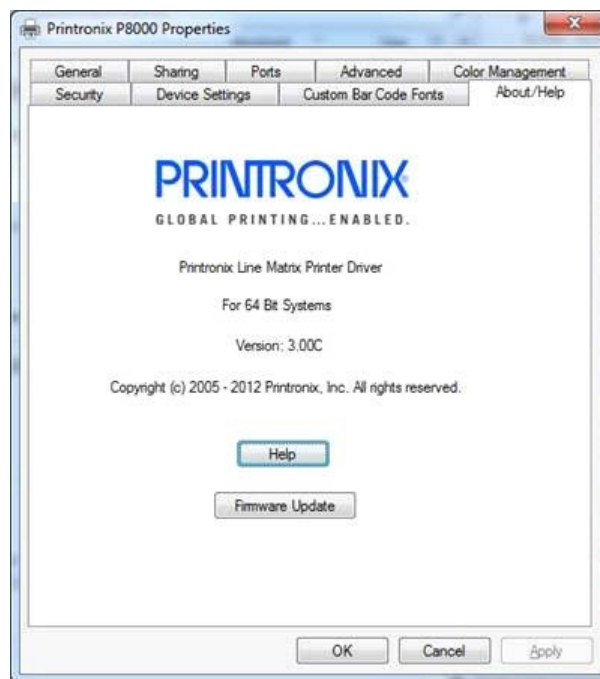 Printronix P8000 Properties
General Sharing Ports Advanced Color Management
Security Device Settings Custom Bar Code Fonts About/Help
PRINTRONIX
GLOBAL PRINTING...ENABLED.
Printronix Line Matrix Printer Driver
For 64 Bit Systems
Version: 3.00C
Copyright (c) 2005 - 2012 Printronix, Inc. All rights reserved.
Help
Firmware Update
OK Cancel Apply